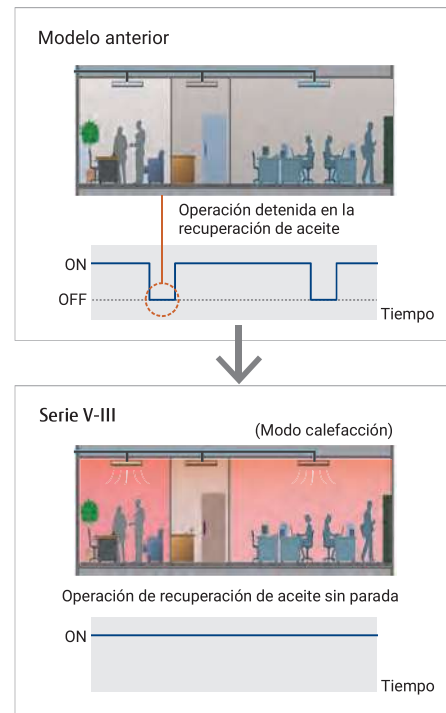 Modelo anterior
Operación detenida en la
recuperación de aceite
ON
OFF
Tiempo
Serie V-III
(Modo calefacción)
Operación de recuperación de aceite sin parada
ON
Tiempo